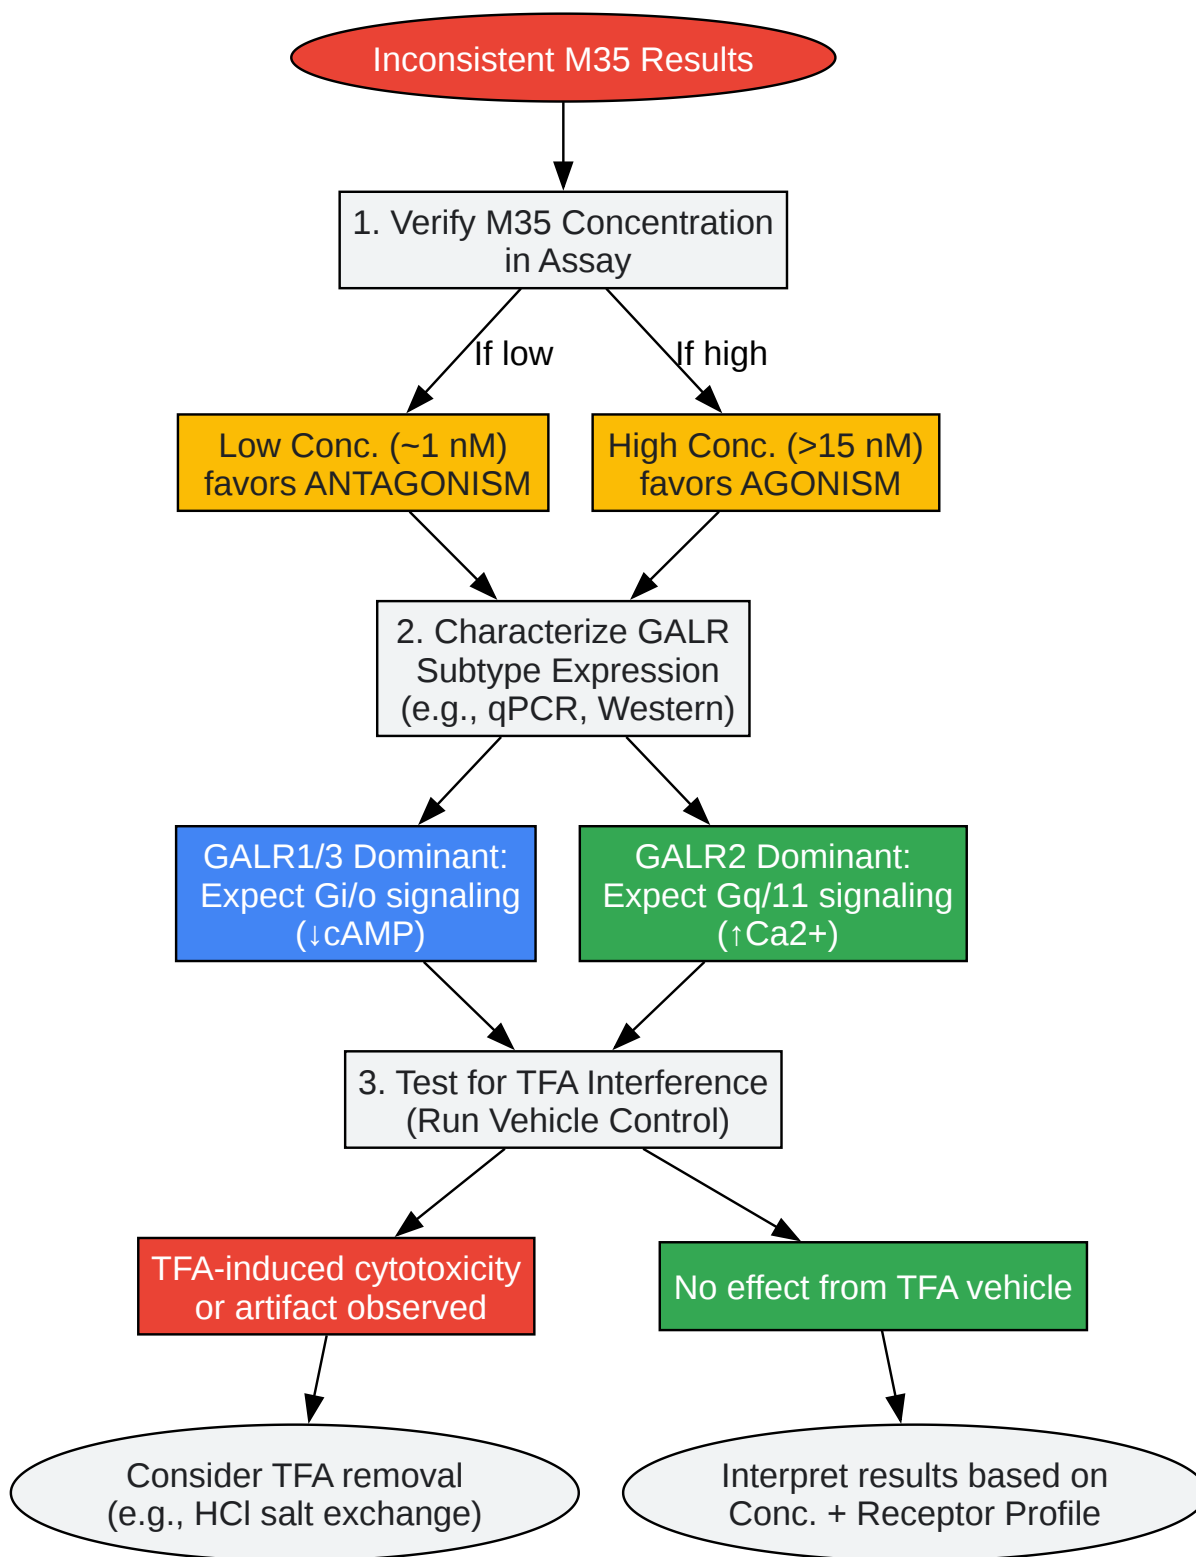 Inconsistent M35 Results
1. Verify M35 Concentration
in Assay
If low
If high
Low Conc. (~1 nM)
favors ANTAGONISM
High Conc. (>15 nM)
favors AGONISM
2. Characterize GALR
Subtype Expression
(e.g., qPCR, Western)
GALR1/3 Dominant:
Expect Gi/o signaling
(↓cAMP)
GALR2 Dominant:
Expect Gq/11 signaling
(↑Ca2+)
3. Test for TFA Interference
(Run Vehicle Control)
TFA-induced cytotoxicity
or artifact observed
No effect from TFA vehicle
Consider TFA removal
(e.g., HCl salt exchange)
Interpret results based on
Conc. + Receptor Profile